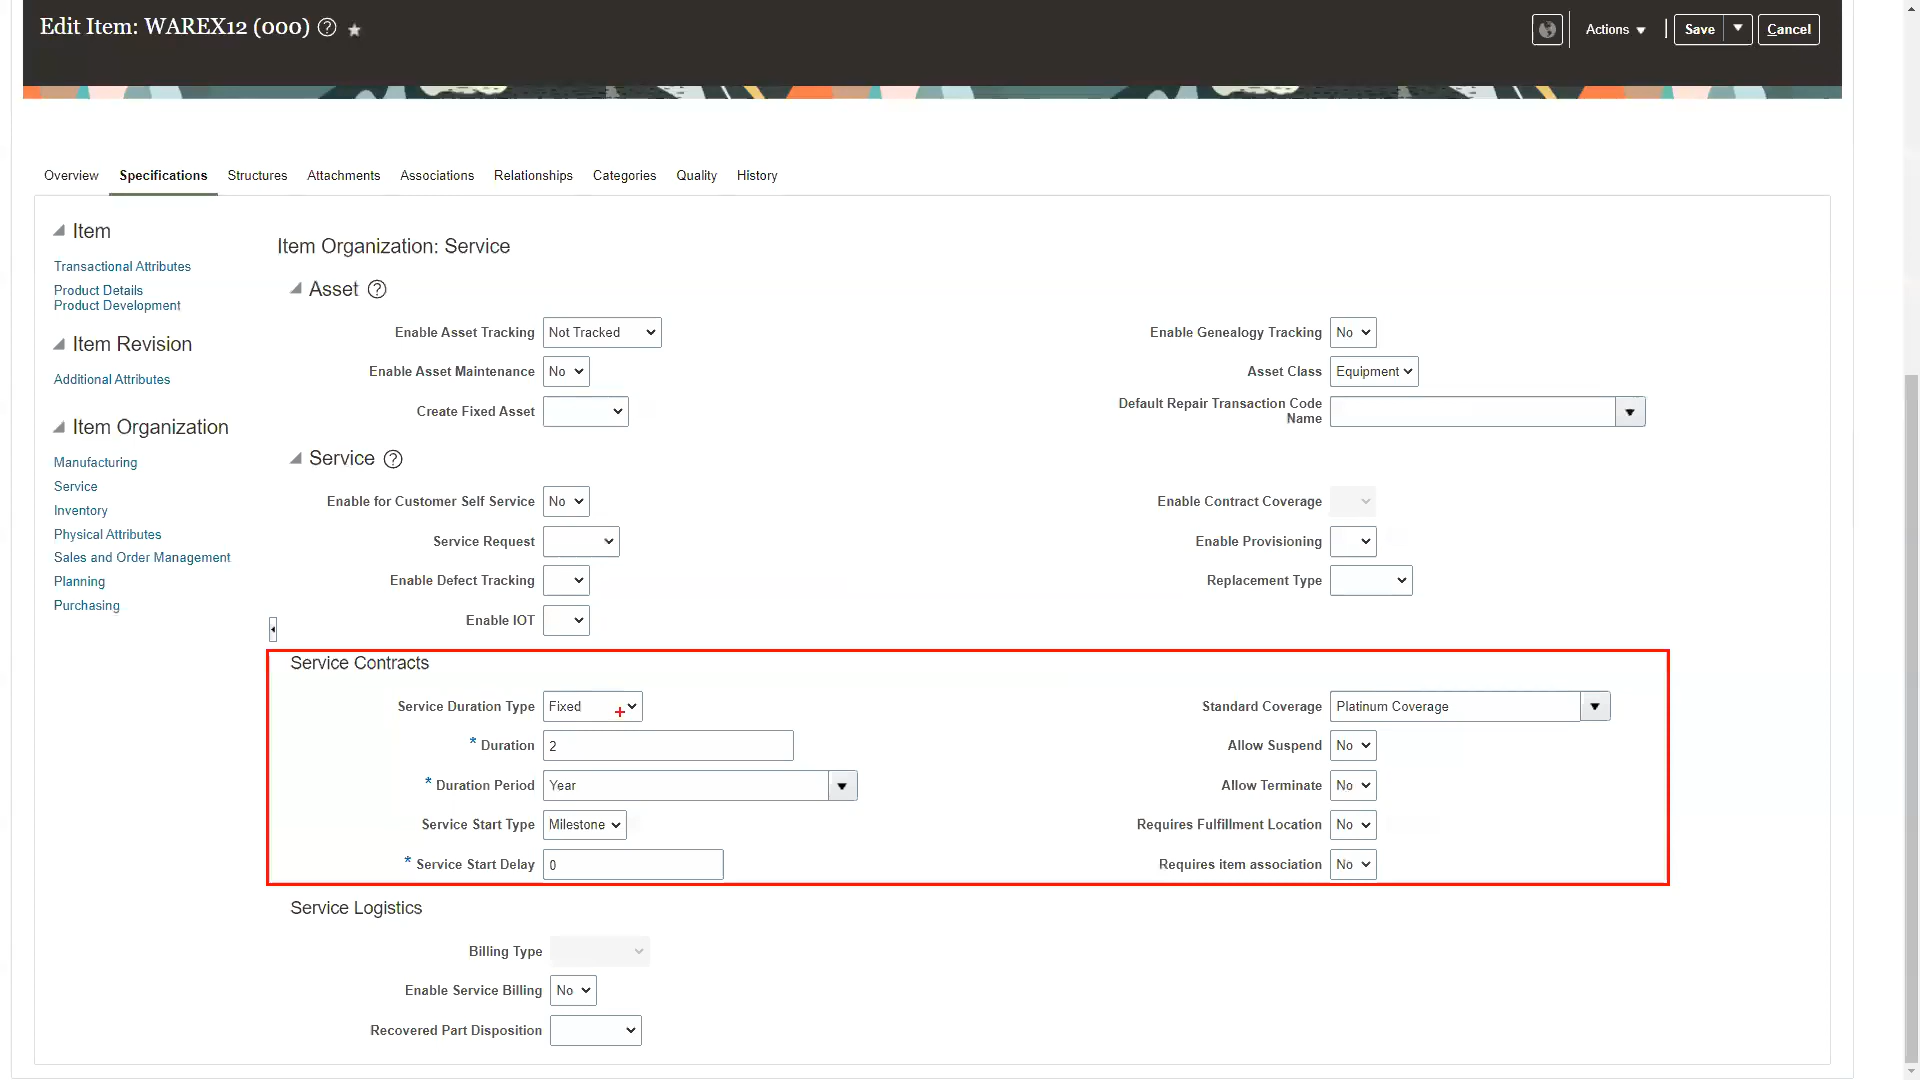 Edit Item: WAREX12 (000) ?
Actions Save Cancel
Overview Specifications Structures Attachments Associations Relationships Categories Quality History
Item
Transactional Attributes
Product Details
Product Development
Item Revision
Additional Attributes
Item Organization
Manufacturing
Service
Inventory
Physical Attributes
Sales and Order Management
Planning
Purchasing
Item Organization: Service
Asset ?
Enable Asset Tracking Not Tracked
Enable Genealogy Tracking No
Enable Asset Maintenance No
Asset Class Equipment
Create Fixed Asset
Default Repair Transaction Code
Name
Service ?
Enable for Customer Self Service No
Enable Contract Coverage
Service Request
Enable Provisioning
Enable Defect Tracking
Replacement Type
Enable IOT
Service Contracts
Service Duration Type Fixed
Standard Coverage Platinum Coverage
* Duration 2
Allow Suspend No
* Duration Period Year
Allow Terminate No
Service Start Type Milestone
Requires Fulfillment Location No
* Service Start Delay 0
Requires item association No
Service Logistics
Billing Type
Enable Service Billing No
Recovered Part Disposition